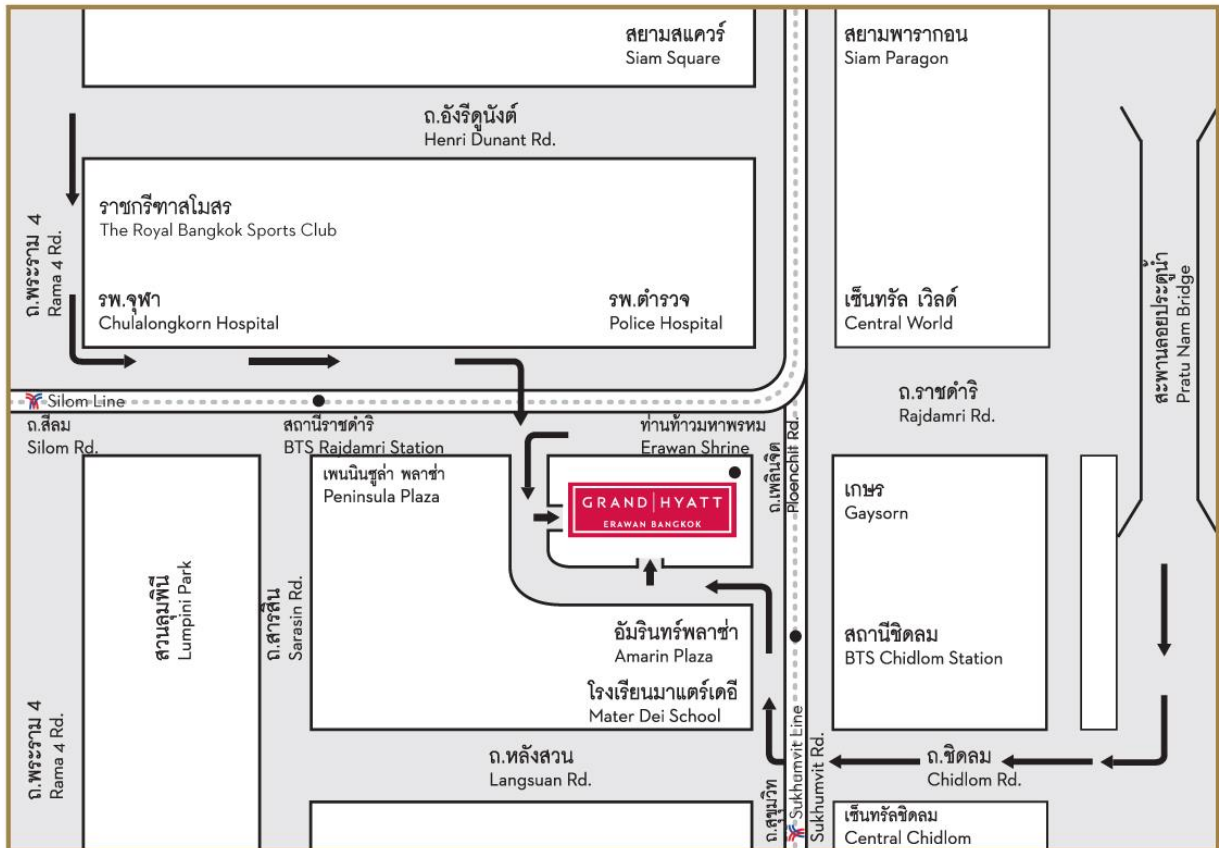 สยามสแควร์
Siam Square
สยามพารากอน
Siam Paragon
ถ.อังรีดูนังต์
Henri Dunant Rd.
ราชกรีฑาสโมสร
The Royal Bangkok Sports Club
ถ.พระราม 4
Rama 4 Rd.
รพ.จุฬา
Chulalongkorn Hospital
รพ.ตำรวจ
Police Hospital
เซ็นทรัล เวิลด์
Central World
สะพานลอยประตูน้ำ
Pratu Nam Bridge
Silom Line
ถ.สีลม
Silom Rd.
สถานีราชดำริ
BTS Rajdamri Station
ท่านท้าวมหาพรหม
Erawan Shrine
ถ.เพลินจิต
Ploenchit Rd.
ถ.ราชดำริ
Rajdamri Rd.
เพนนินซูล่า พลาซ่า
Peninsula Plaza
GRAND | HYATT
ERAWAN BANGKOK
เกษร
Gaysorn
สวนลุมพินี
Lumpini Park
ถ.สารสิน
Sarasin Rd.
อัมรินทร์พลาซ่า
Amarin Plaza
สถานีชิดลม
BTS Chidlom Station
โรงเรียนมาแตร์เดอี
Mater Dei School
ถ.พระราม 4
Rama 4 Rd.
ถ.หลังสวน
Langsuan Rd.
ถ.สุขุมวิท
Sukhumvit Line
Sukhumvit Rd.
ถ.ชิดลม
Chidlom Rd.
เซ็นทรัลชิดลม
Central Chidlom